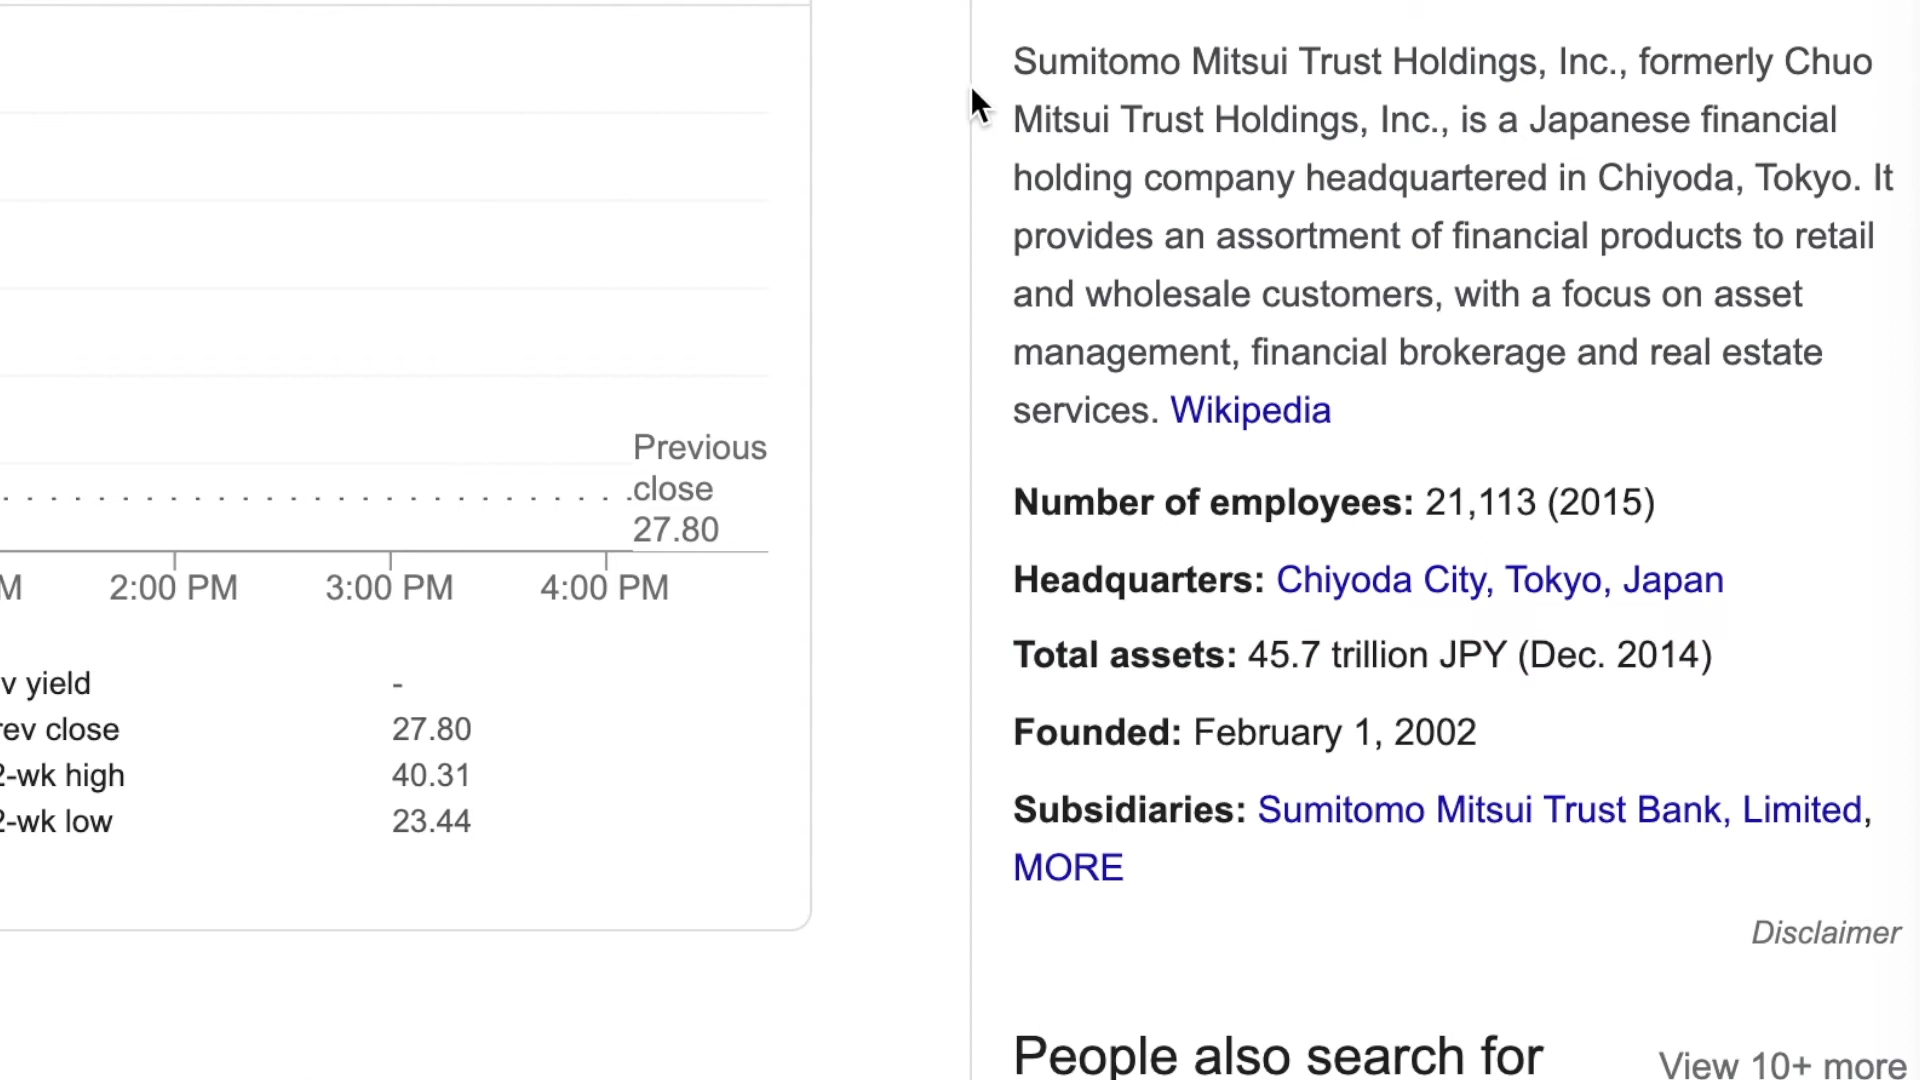 Sumitomo Mitsui Trust Holdings, Inc., formerly Chuo
Mitsui Trust Holdings, Inc., is a Japanese financial
holding company headquartered in Chiyoda, Tokyo. It
provides an assortment of financial products to retail
and wholesale customers, with a focus on asset
management, financial brokerage and real estate
services. Wikipedia
Number of employees: 21,113 (2015)
Headquarters: Chiyoda City, Tokyo, Japan
Total assets: 45.7 trillion JPY (Dec. 2014)
Founded: February 1, 2002
Subsidiaries: Sumitomo Mitsui Trust Bank, Limited,
MORE
Disclaimer
People also search for View 10+ more
Previous
close
27.80
M 2:00 PM 3:00 PM 4:00 PM
v yield -
rev close 27.80
2-wk high 40.31
2-wk low 23.44